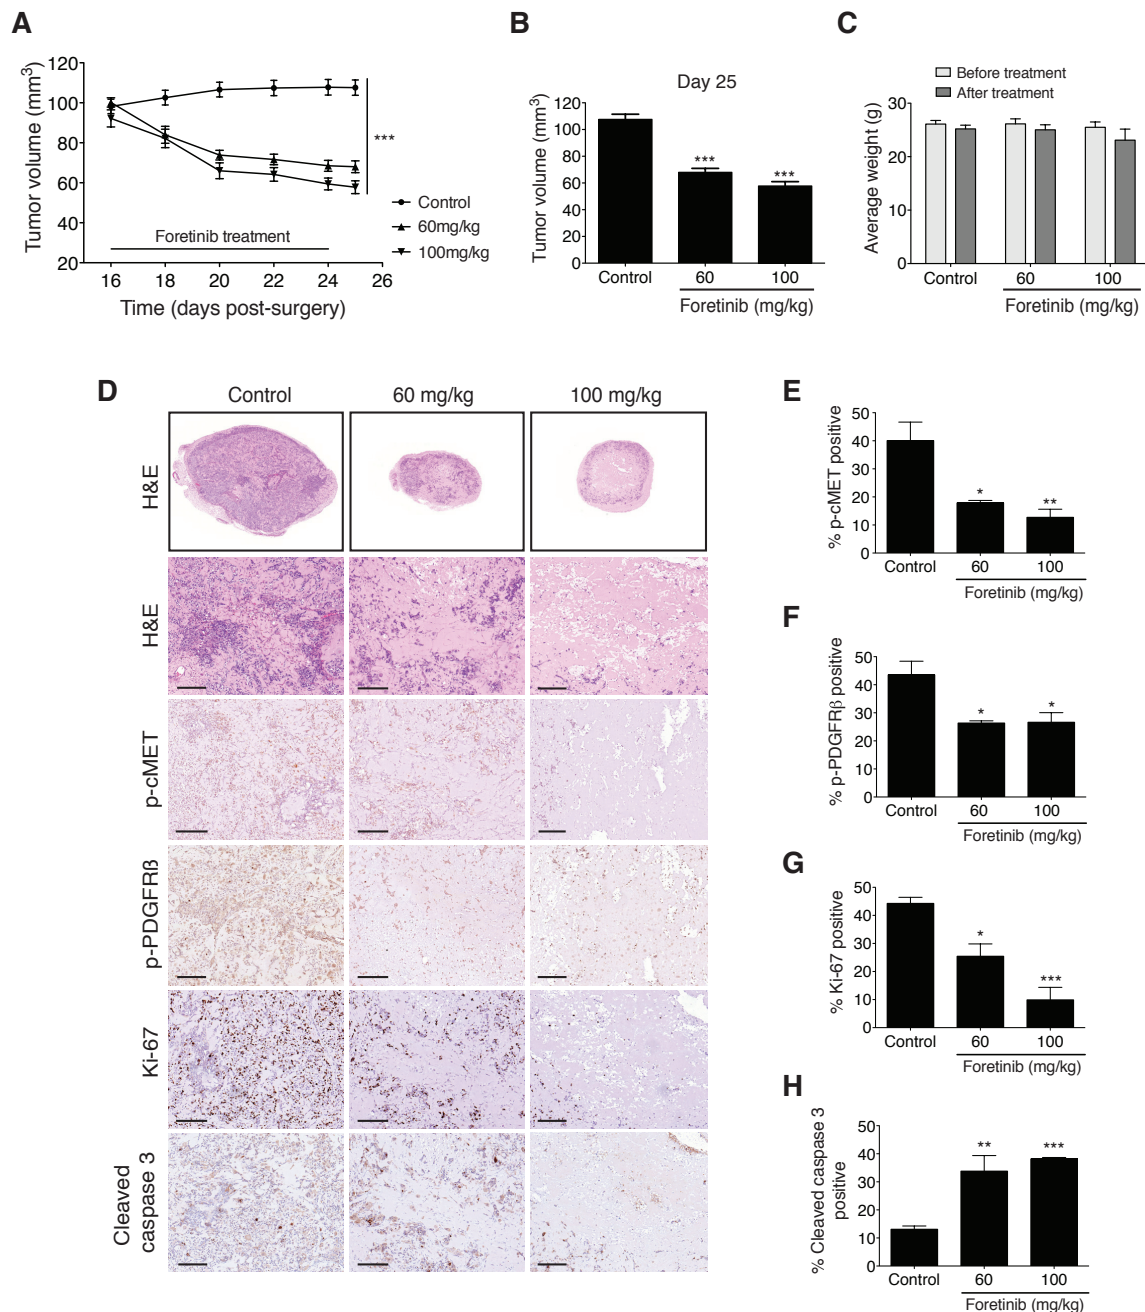 A
Tumor volume (mm3)
120
100
80
60
40
20
***
Control
60mg/kg
100mg/kg
Foretinib treatment
16 18 20 22 24 26
Time (days post-surgery)
B
Day 25
Tumor volume (mm3)
120
100
80
60
40
20
0
***
***
Control 60 100
Foretinib (mg/kg)
C
Before treatment
After treatment
Average weight (g)
30
20
10
0
Control 60 100
Foretinib (mg/kg)
D
Control 60 mg/kg 100 mg/kg
H&E
H&E
p-cMET
p-PDGFRß
Ki-67
Cleaved
caspase 3
E
% p-cMET positive
50
40
30
20
10
0
*
**
Control 60 100
Foretinib (mg/kg)
F
% p-PDGFRβ positive
50
40
30
20
10
0
*
*
Control 60 100
Foretinib (mg/kg)
G
% Ki-67 positive
50
40
30
20
10
0
*
***
Control 60 100
Foretinib (mg/kg)
H
% Cleaved caspase 3
positive
50
40
30
20
10
0
**
***
Control 60 100
Foretinib (mg/kg)